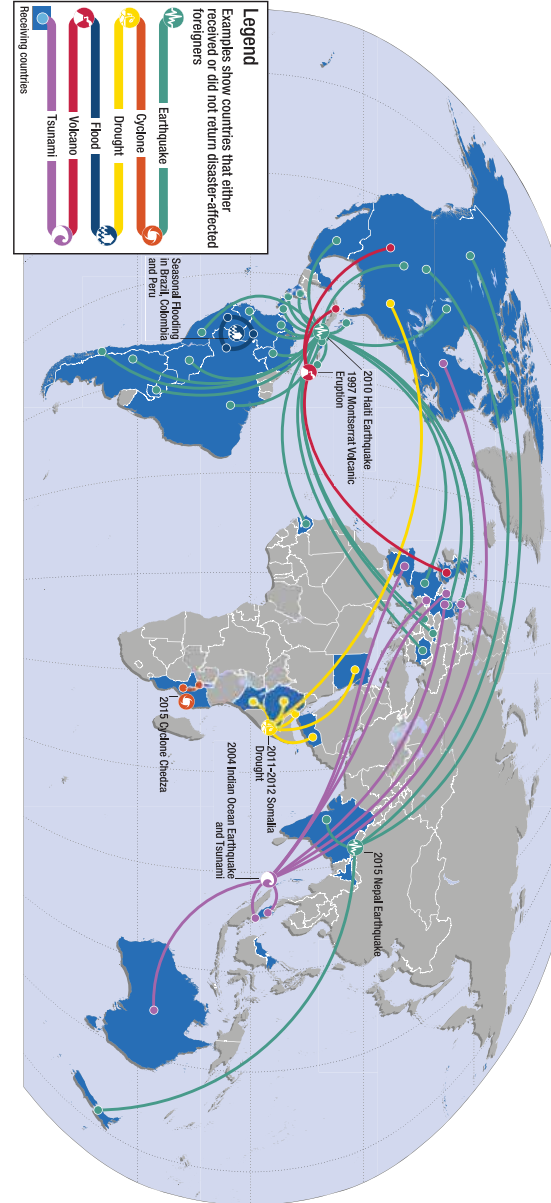 Legend
Examples show countries that either
received or did not return disaster-affected
foreigners
Earthquake
Cyclone
Drought
Flood
Volcano
Tsunami
Receiving countries
Seasonal Flooding
in Brazil, Colombia
and Peru
2010 Haiti Earthquake
1997 Montserrat Volcanic
Eruption
2015 Cyclone Chedza
2011-2012 Somalia
Drought
2004 Indian Ocean Earthquake
and Tsunami
2015 Nepal Earthquake